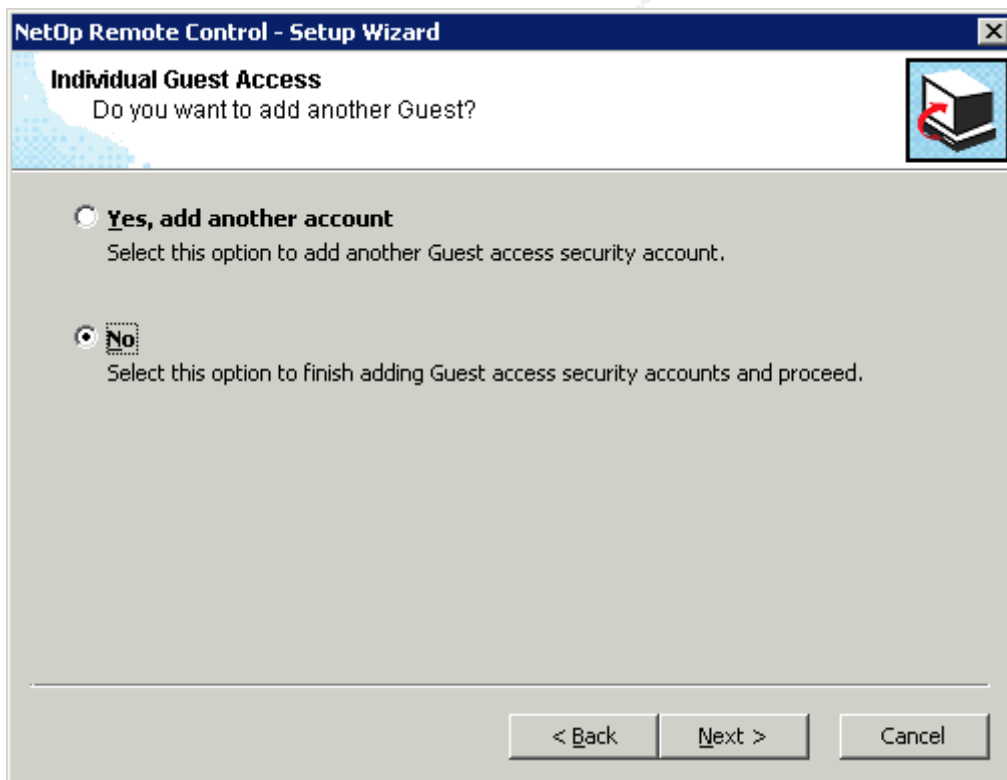 NetOp Remote Control - Setup Wizard
Individual Guest Access
Do you want to add another Guest?
Yes, add another account
Select this option to add another Guest access security account.
No
Select this option to finish adding Guest access security accounts and proceed.
< Back
Next >
Cancel